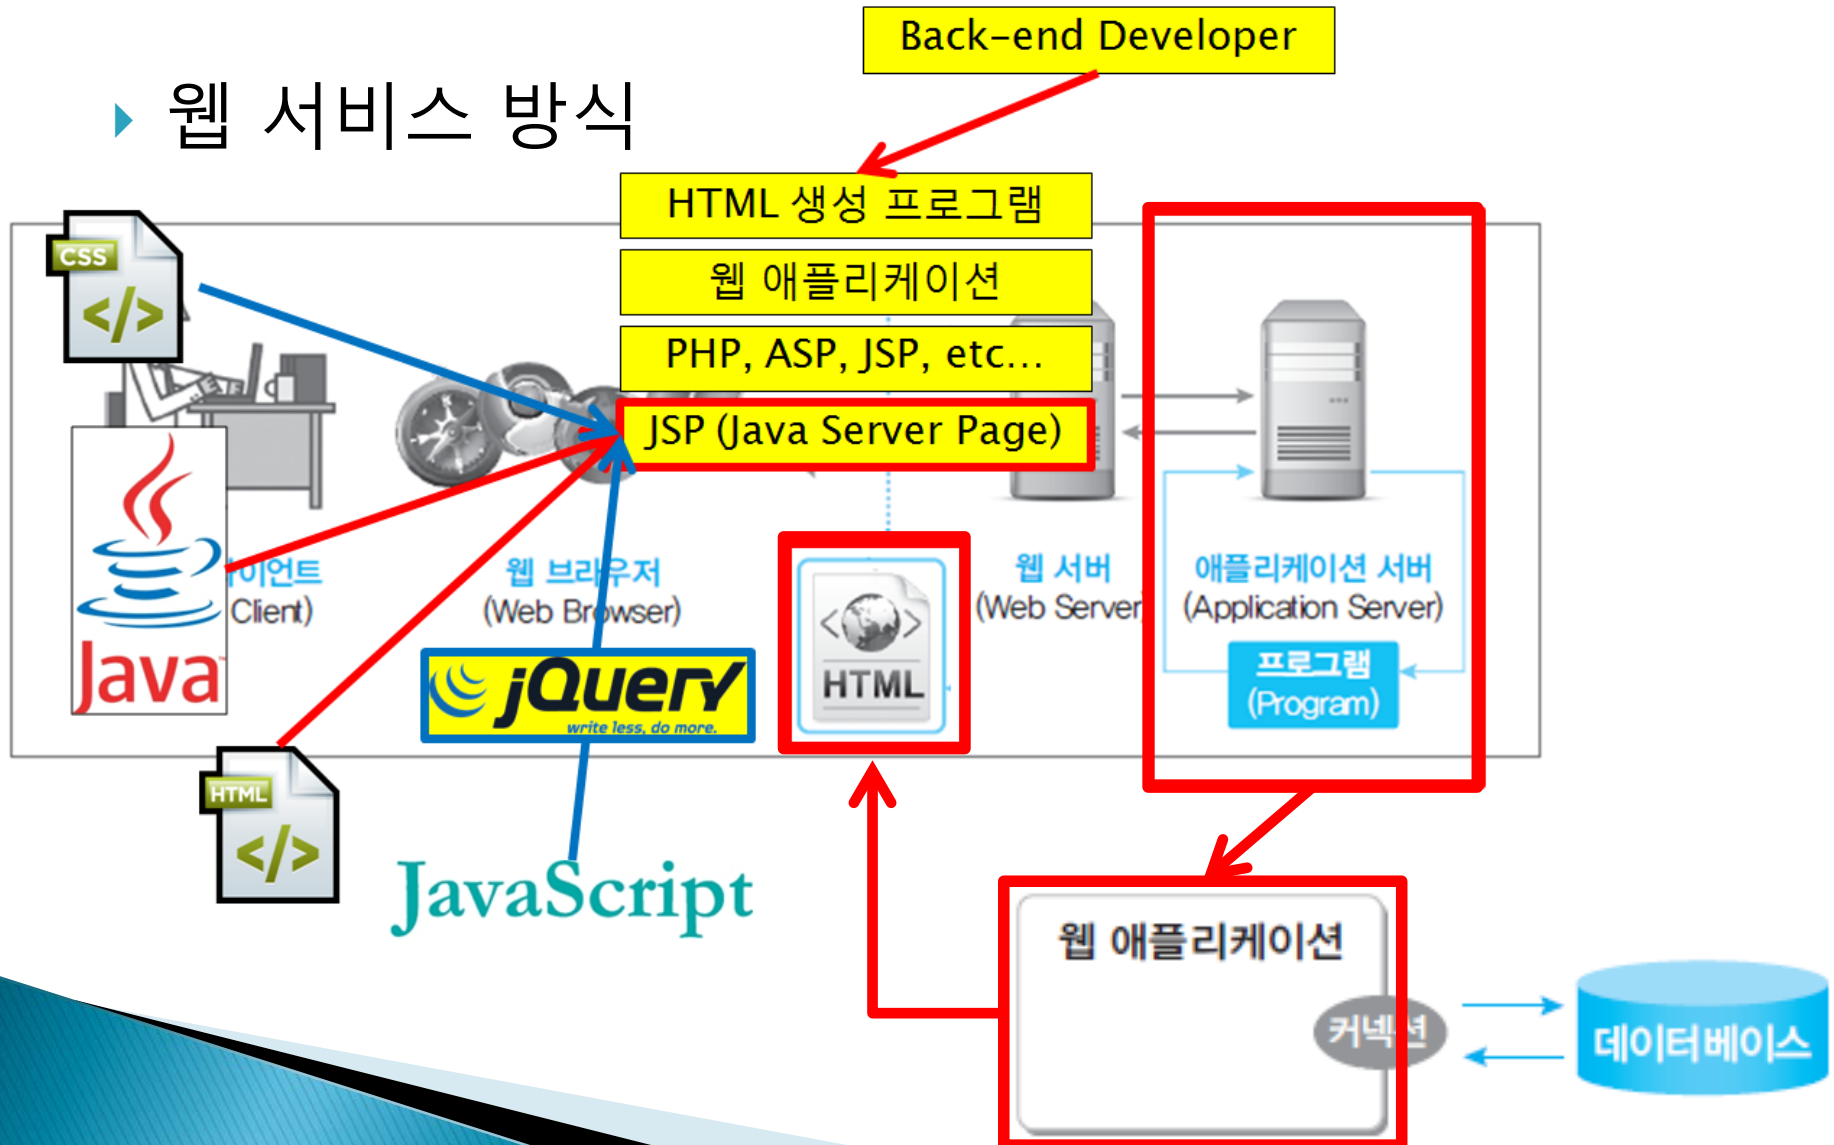 Back-end Developer
웹 서비스 방식
HTML 생성 프로그램
웹 애플리케이션
PHP, ASP, JSP, etc...
JSP (Java Server Page)
CSS
</>
Java
이언트
Client)
웹 브라우저
(Web Browser)
HTML
웹 서버
(Web Server
애플리케이션 서버
(Application Server)
프로그램
(Program)
jQuery
write less, do more.
HTML
</>
JavaScript
웹 애플리케이션
커넥션
데이터베이스